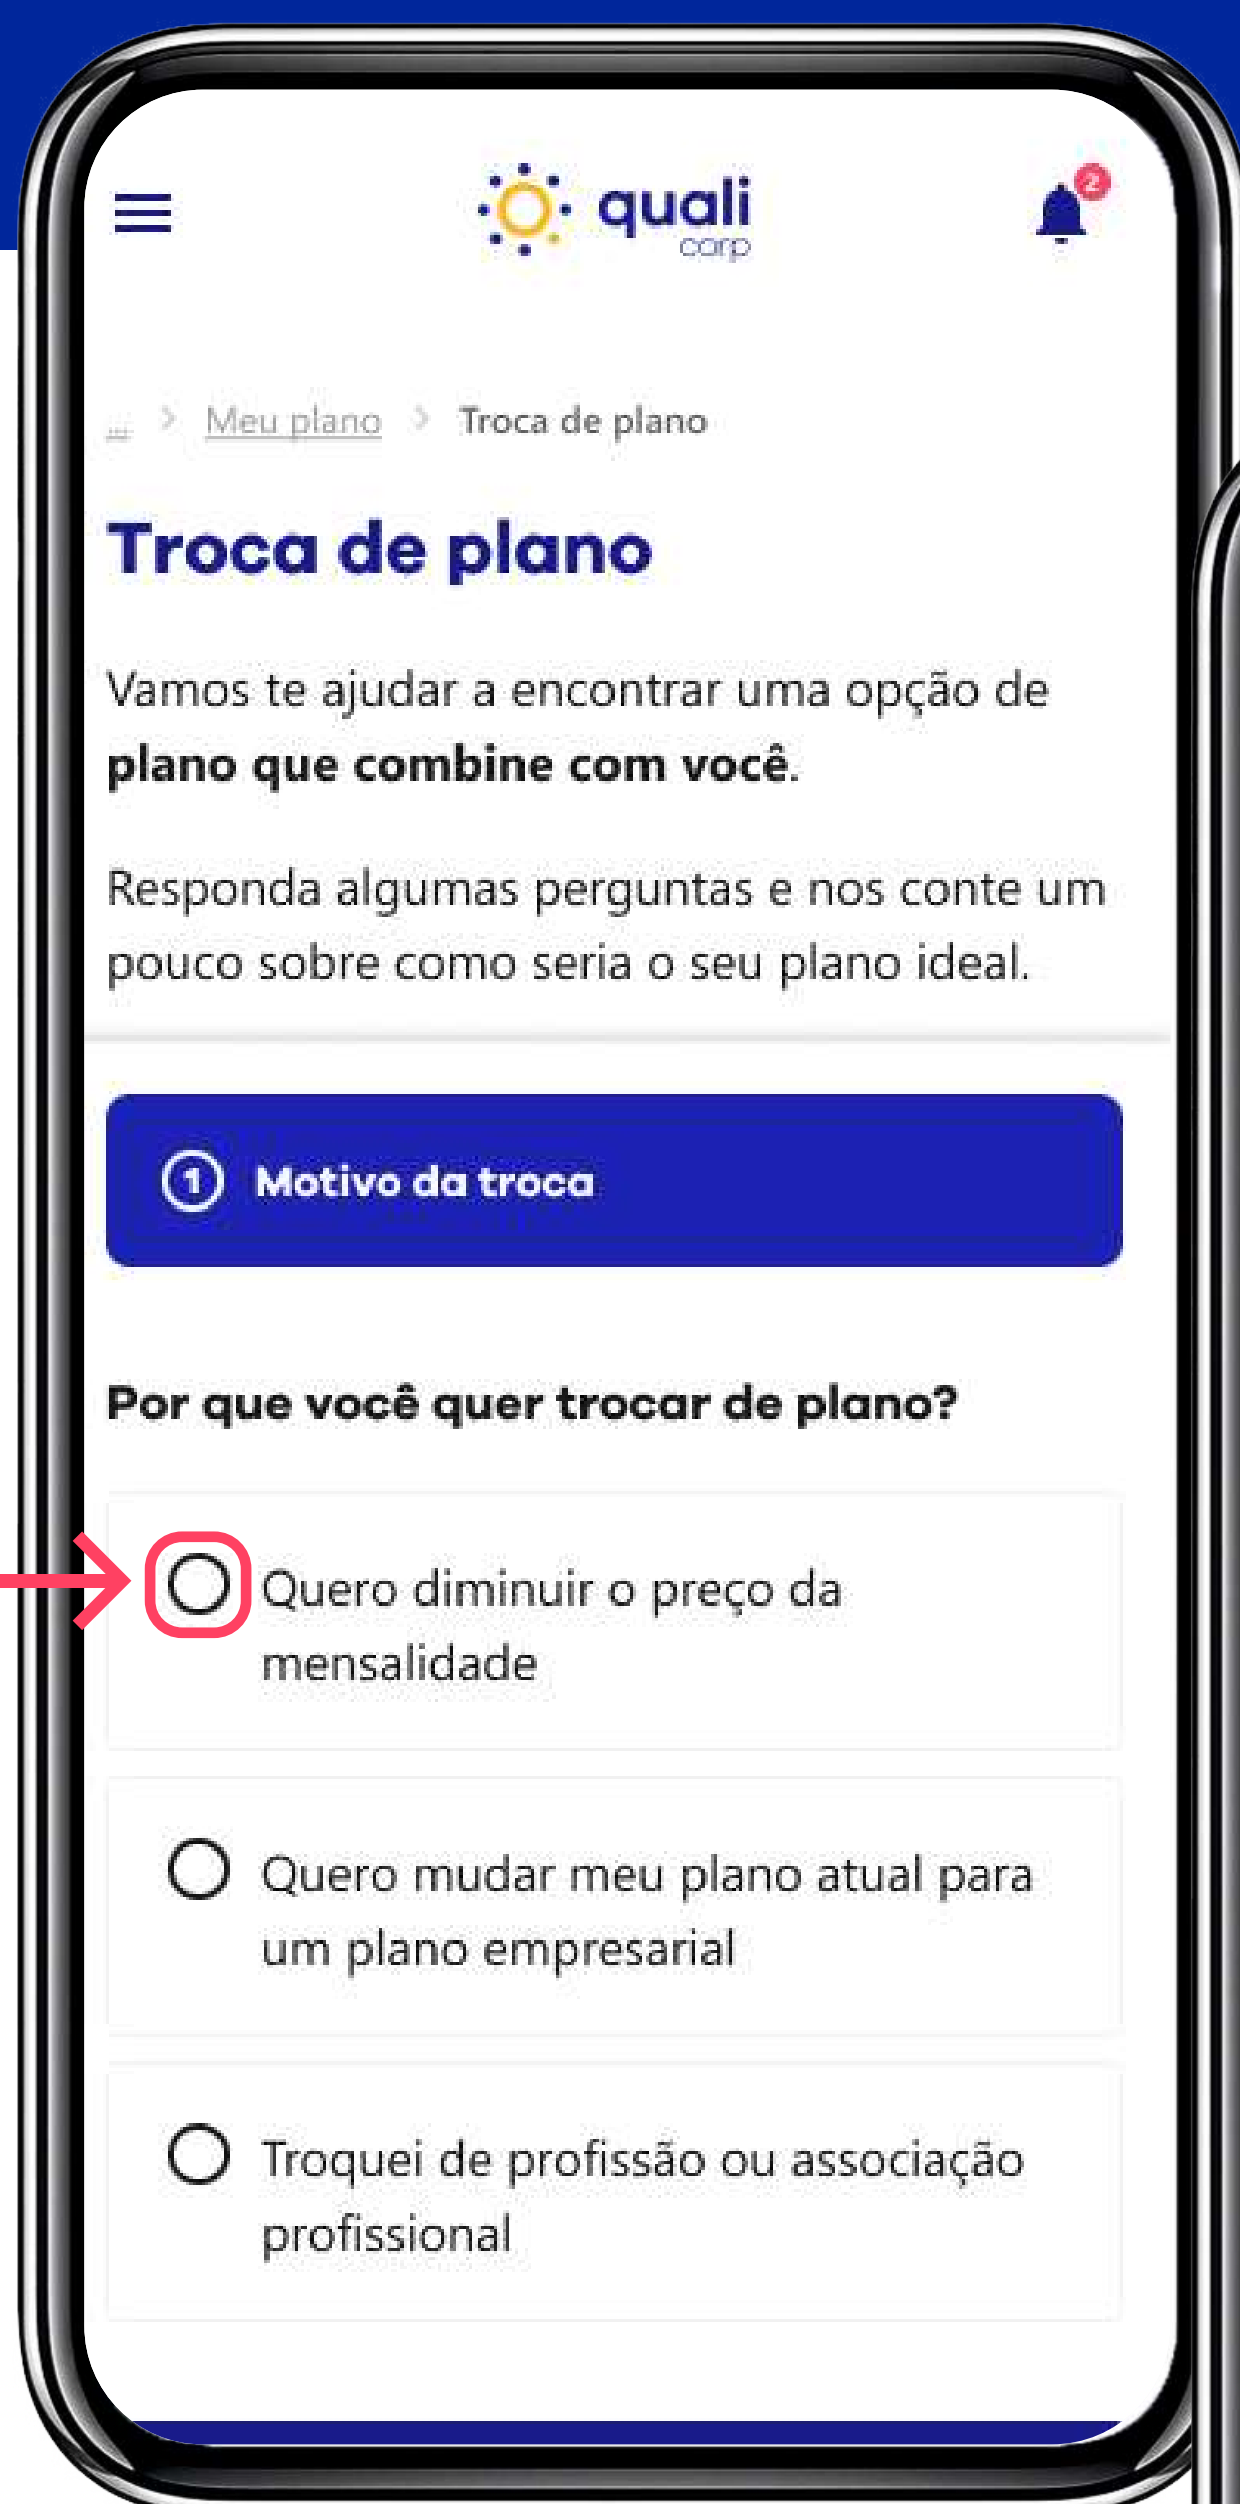 quali
corp
2
... > Meu plano > Troca de plano
Troca de plano
Vamos te ajudar a encontrar uma opção de
plano que combine com você.
Responda algumas perguntas e nos conte um
pouco sobre como seria o seu plano ideal.
1 Motivo da troca
Por que você quer trocar de plano?
Quero diminuir o preço da
mensalidade
Quero mudar meu plano atual para
um plano empresarial
Troquei de profissão ou associação
profissional